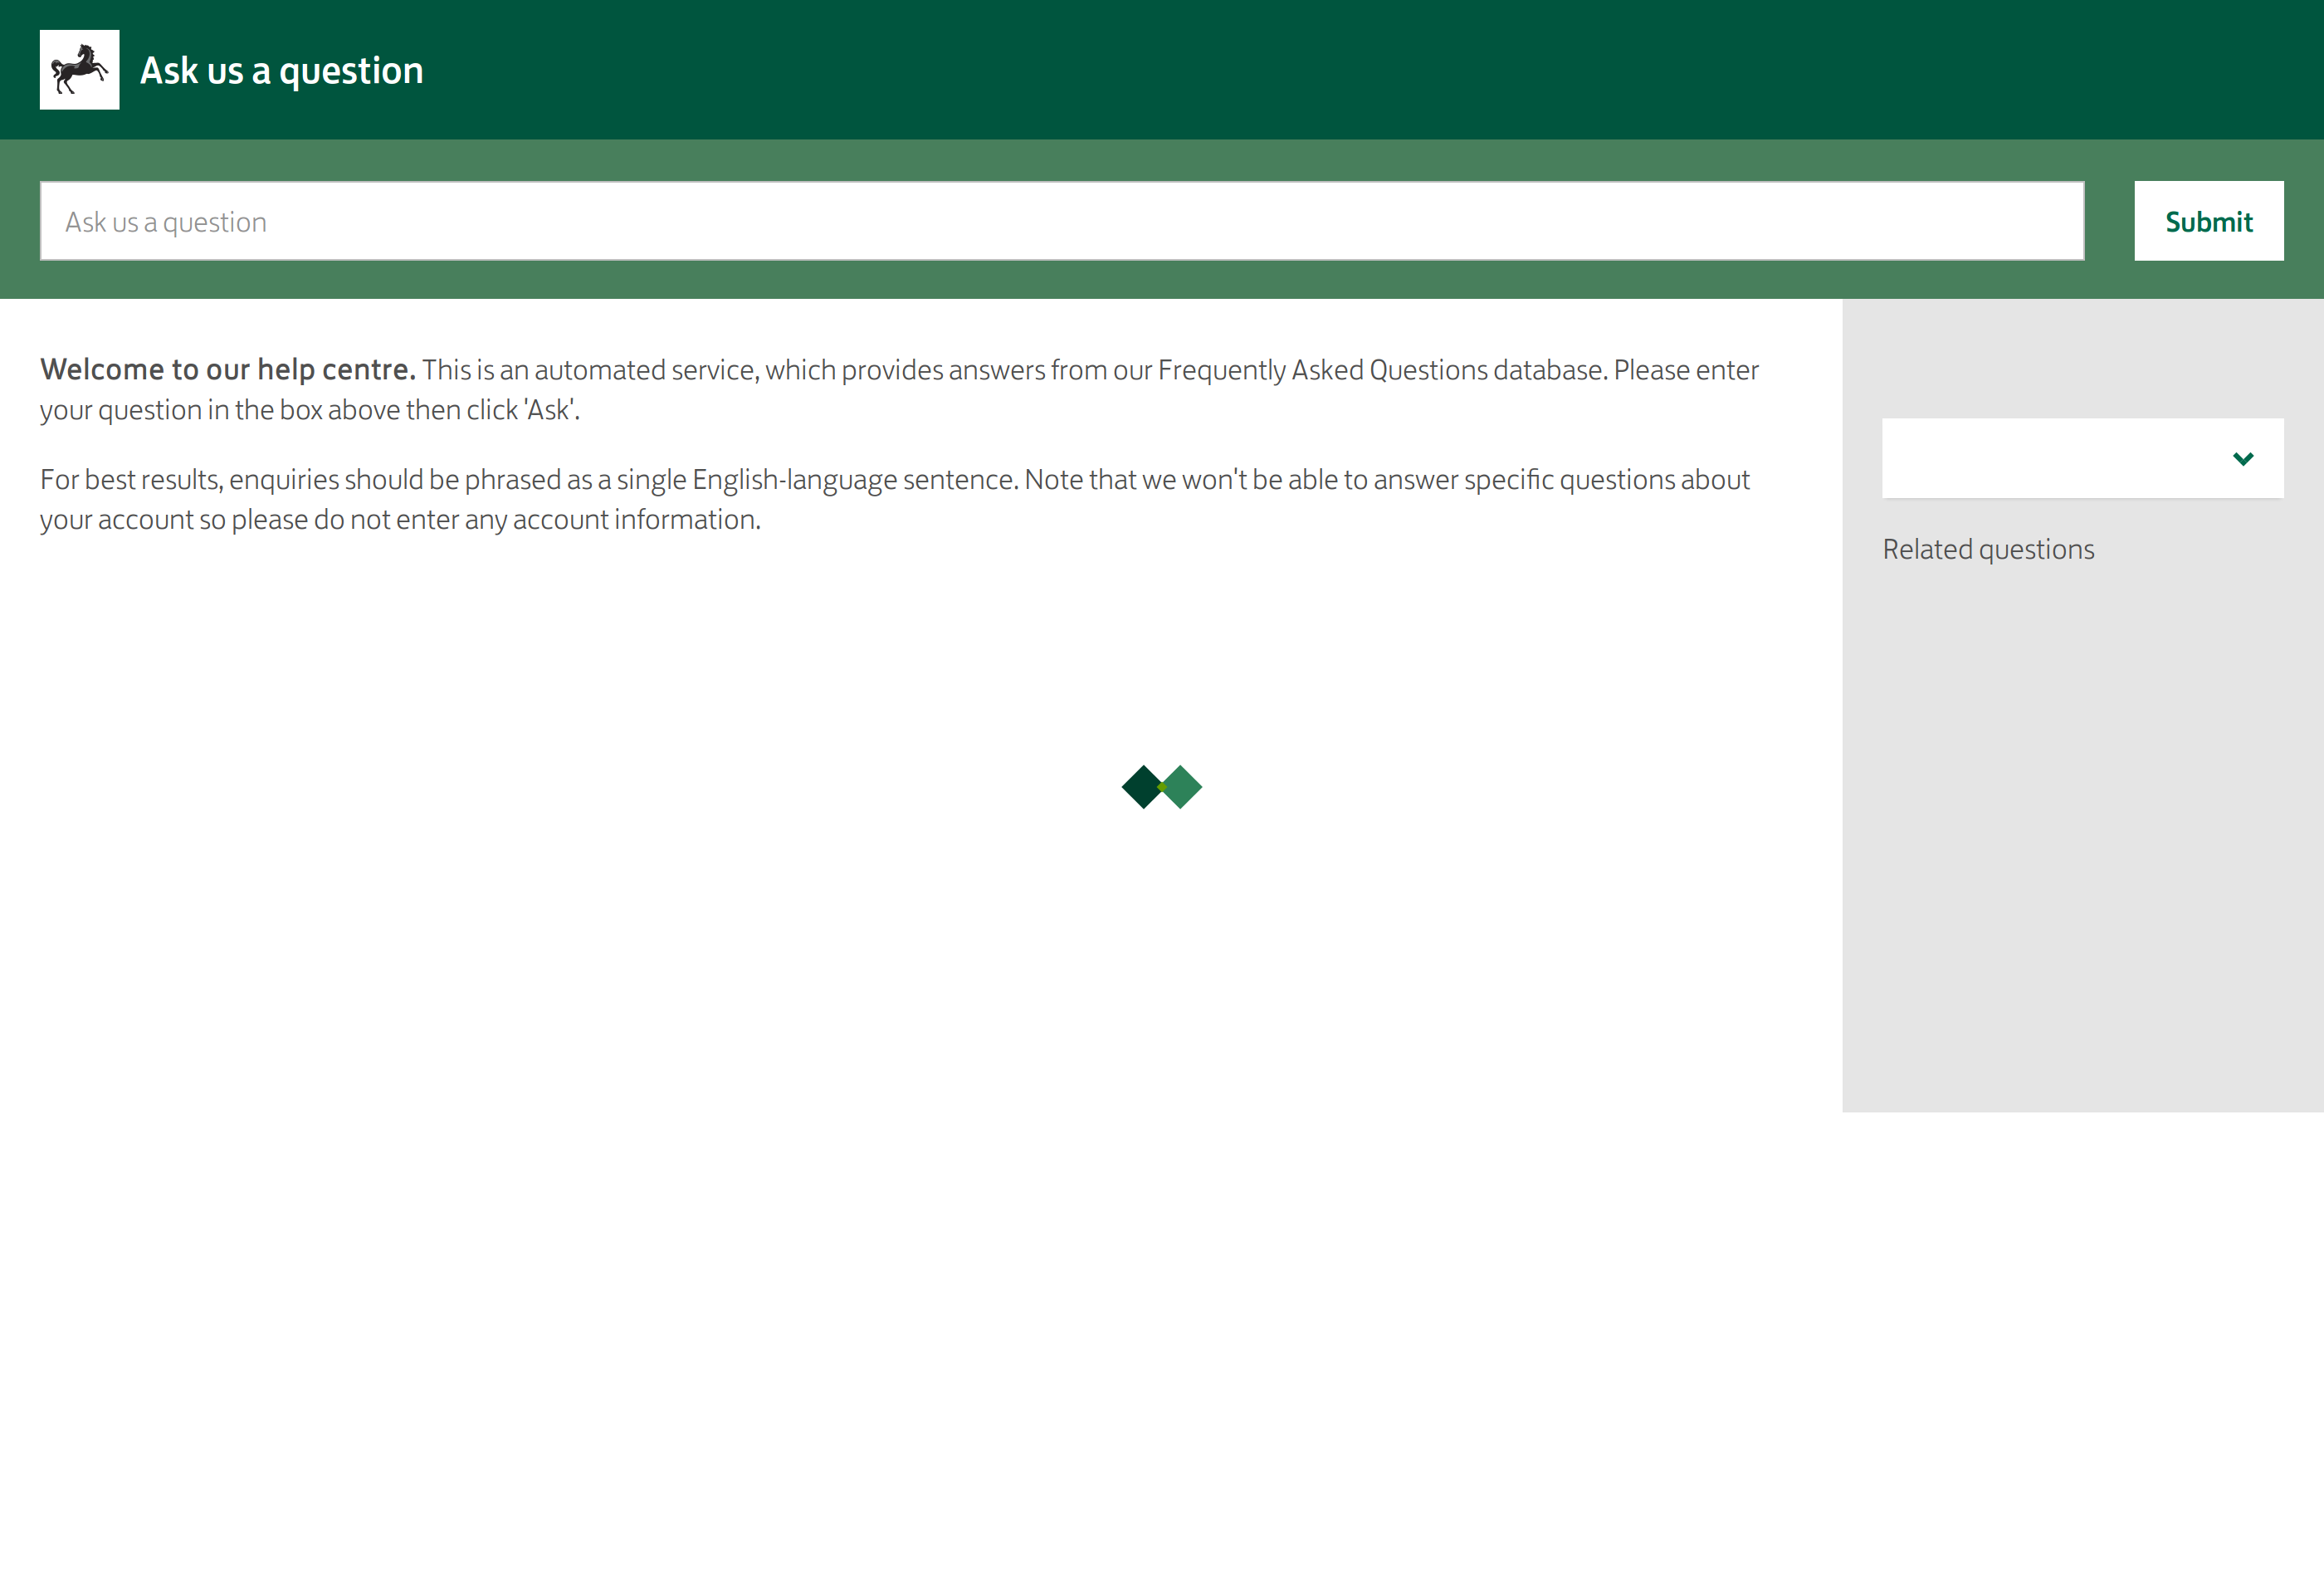 Ask us a question
Ask us a question
Submit
Welcome to our help centre. This is an automated service, which provides answers from our Frequently Asked Questions database. Please enter
your question in the box above then click 'Ask'.
For best results, enquiries should be phrased as a single English-language sentence. Note that we won't be able to answer specific questions about
your account so please do not enter any account information.
Related questions